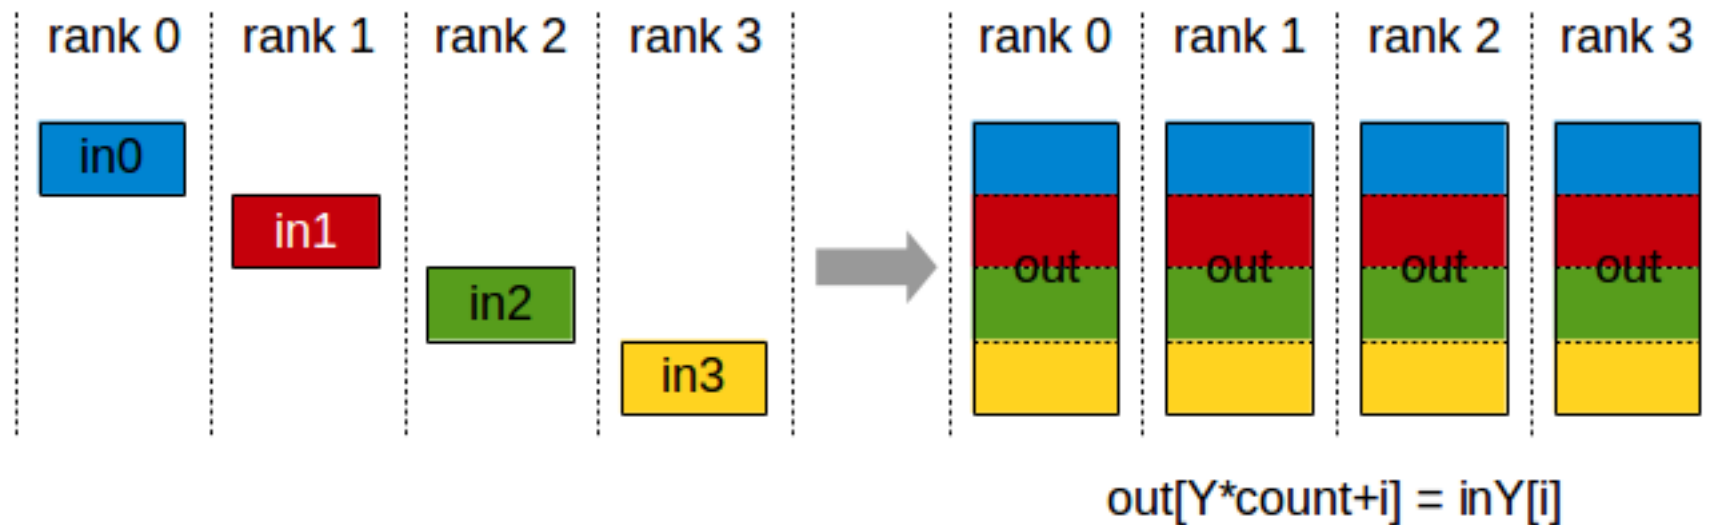 rank 0 rank 1 rank 2 rank 3 rank 0 rank 1 rank 2 rank 3
in0
in1
out out out out
in2
in3
out[Y*count+i] = inY[i]